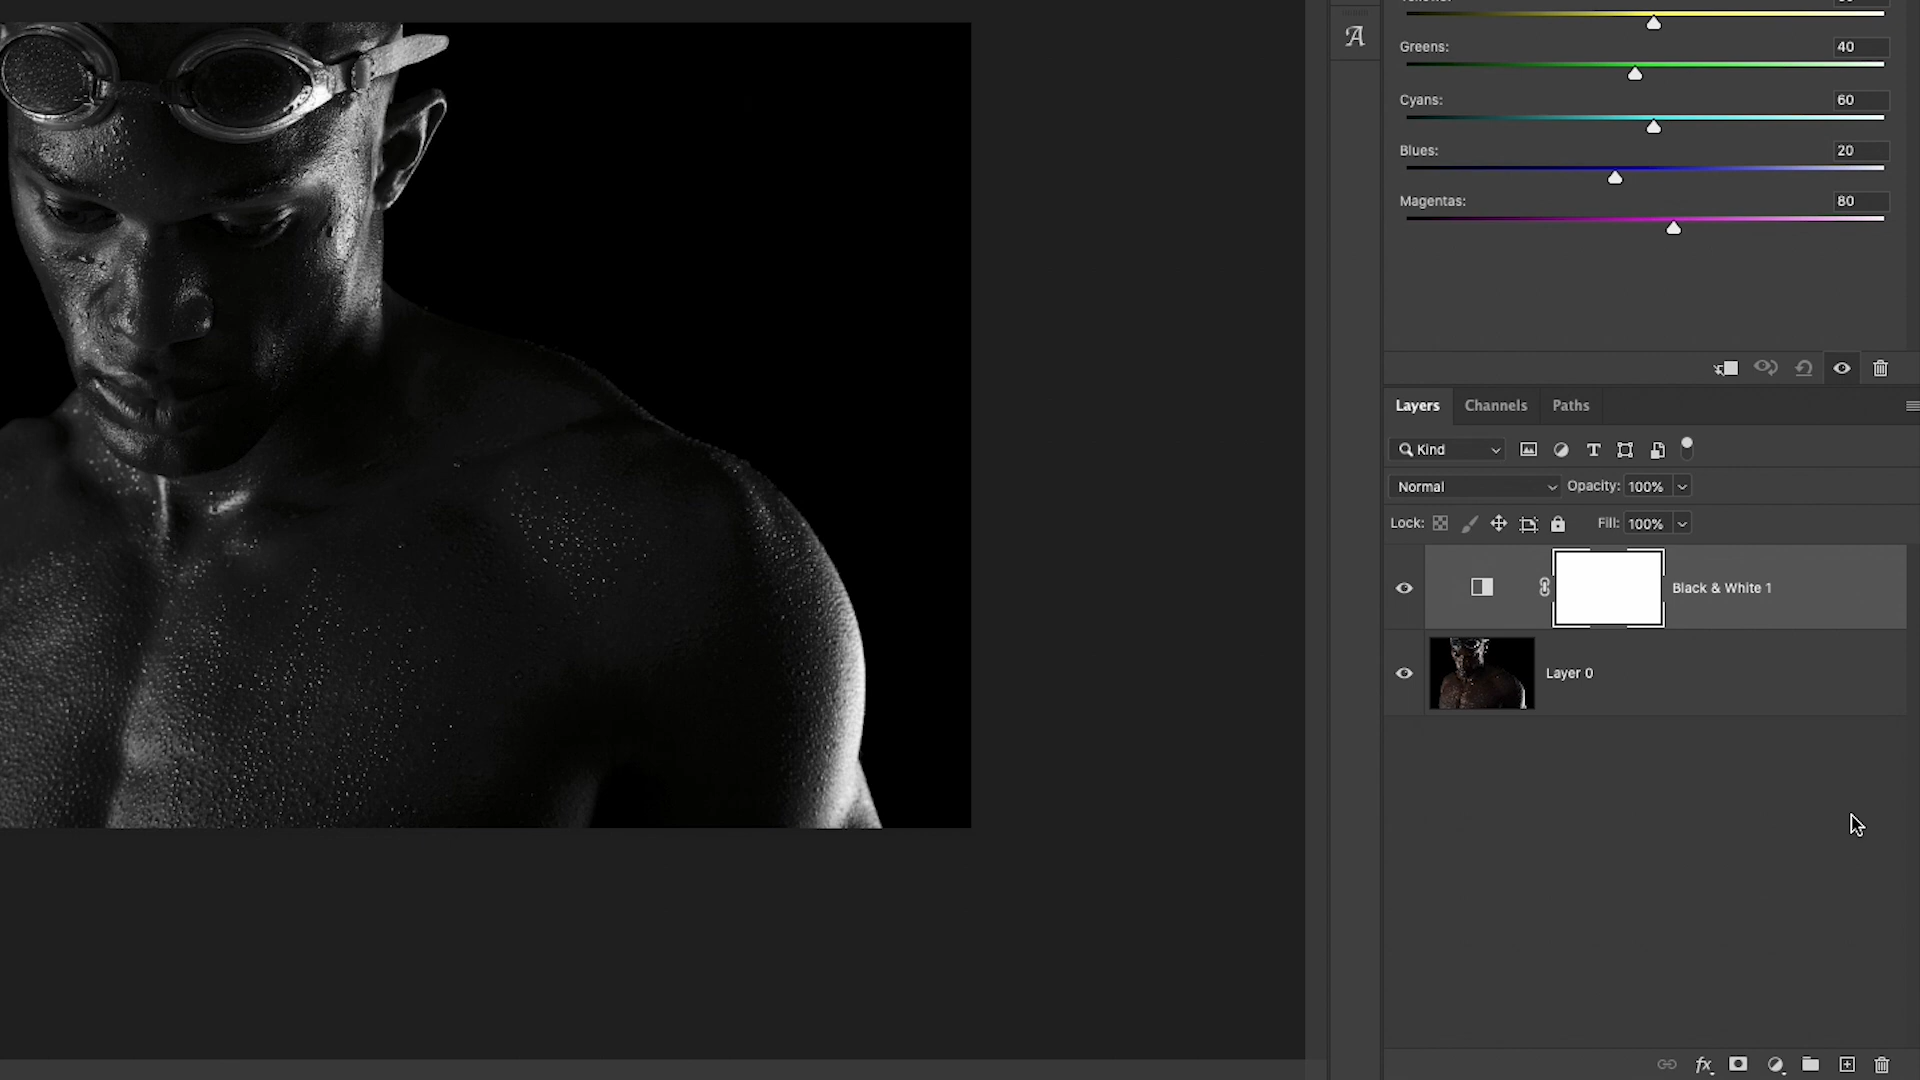 Greens: 40
Cyans: 60
Blues: 20
Magentas: 80
Layers Channels Paths
Kind
Normal Opacity: 100%
Lock: Fill: 100%
Black & White 1
Layer 0
fx